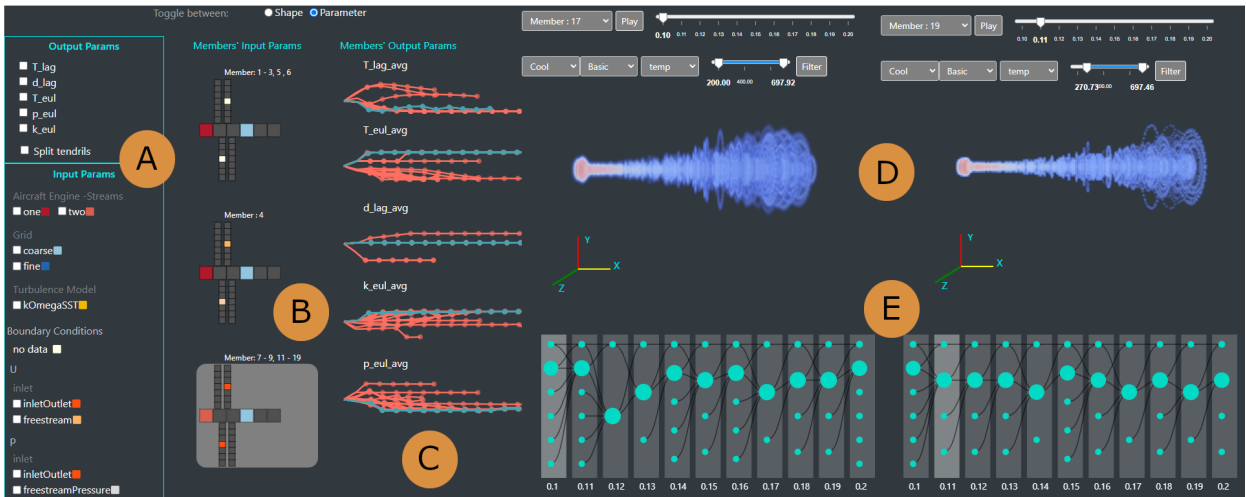 Toggle between: Shape Parameter
Output Params
T_lag
d_lag
T_eul
p_eul
k_eul
Split tendrils
A
Input Params
Aircraft Engine -Streams
one two
Grid
coarse
fine
Turbulence Model
kOmegaSST
Boundary Conditions
no data
U
inlet
inletOutlet
freestream
p
inlet
inletOutlet
freestreamPressure
Members' Input Params
Member: 1 - 3, 5 , 6
Member : 4
B
Member: 7 - 9, 11 - 19
Members' Output Params
T_lag_avg
T_eul_avg
d_lag_avg
k_eul_avg
p_eul_avg
C
Member : 17 Play
0.10 0.11 0.12 0.13 0.14 0.15 0.16 0.17 0.18 0.19 0.20
Cool Basic temp Filter
200.00 400.00 697.92
Member : 19 Play
0.10 0.11 0.12 0.13 0.14 0.15 0.16 0.17 0.18 0.19 0.20
Cool Basic temp Filter
270.73 00.00 697.46
D
Y
X
Z
Y
X
Z
E
0.1 0.11 0.12 0.13 0.14 0.15 0.16 0.17 0.18 0.19 0.2
0.1 0.11 0.12 0.13 0.14 0.15 0.16 0.17 0.18 0.19 0.2